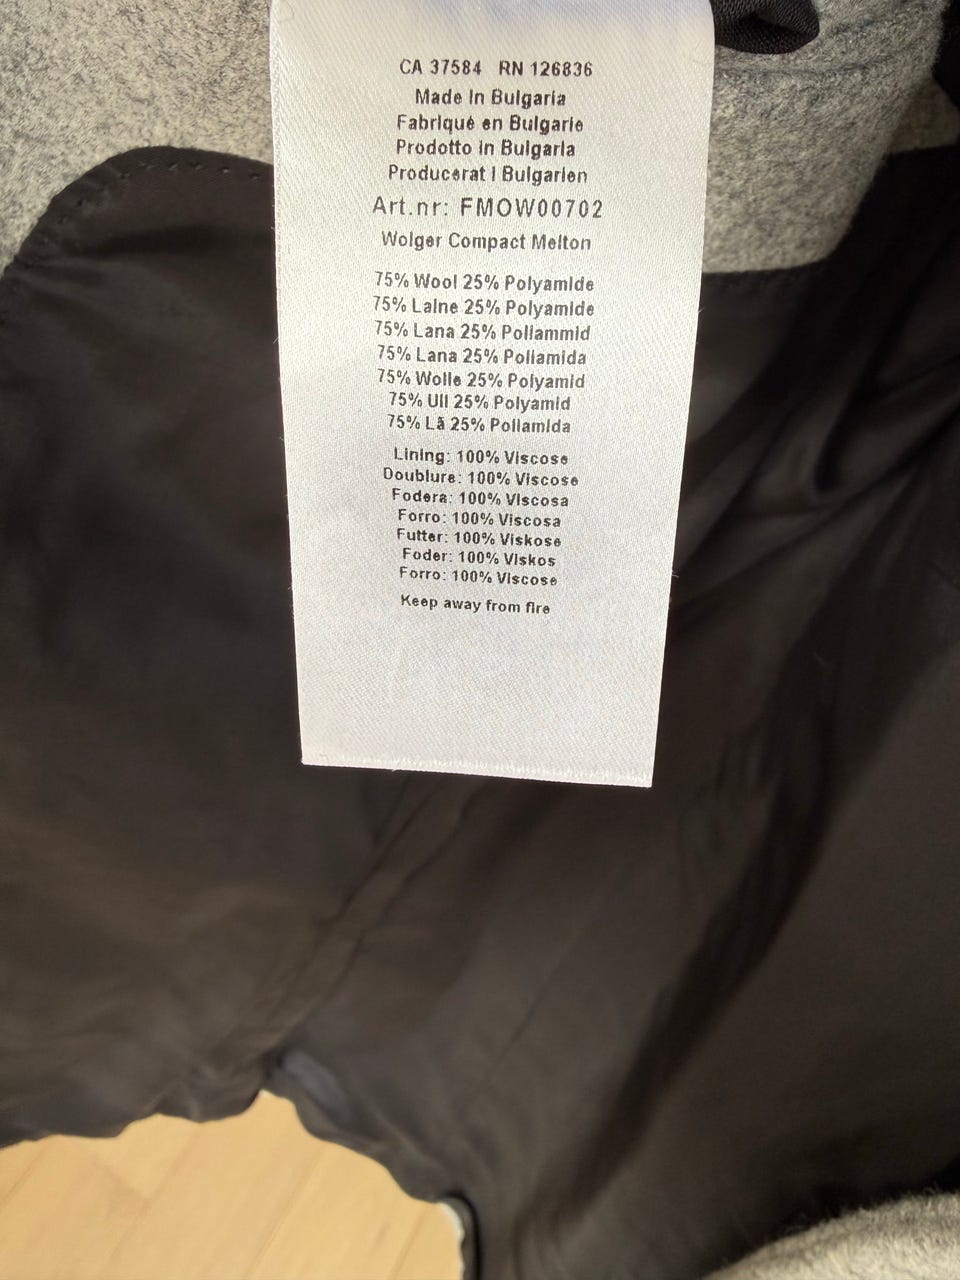 CA 37584 RN 126836
Made in Bulgaria
Fabriqué en Bulgarie
Prodotto in Bulgaria
Producerat i Bulgarien
Art.nr: FMOW00702
Wolger Compact Melton
75% Wool 25% Polyamide
75% Laine 25% Polyamide
75% Lana 25% Poliammid
75% Lana 25% Poliamida
75% Wolle 25% Polyamid
75% Ull 25% Polyamid
75% Lã 25% Poliamida
Lining: 100% Viscose
Doublure: 100% Viscose
Fodera: 100% Viscosa
Forro: 100% Viscosa
Futter: 100% Viskose
Foder: 100% Viskos
Forro: 100% Viscose
Keep away from fire